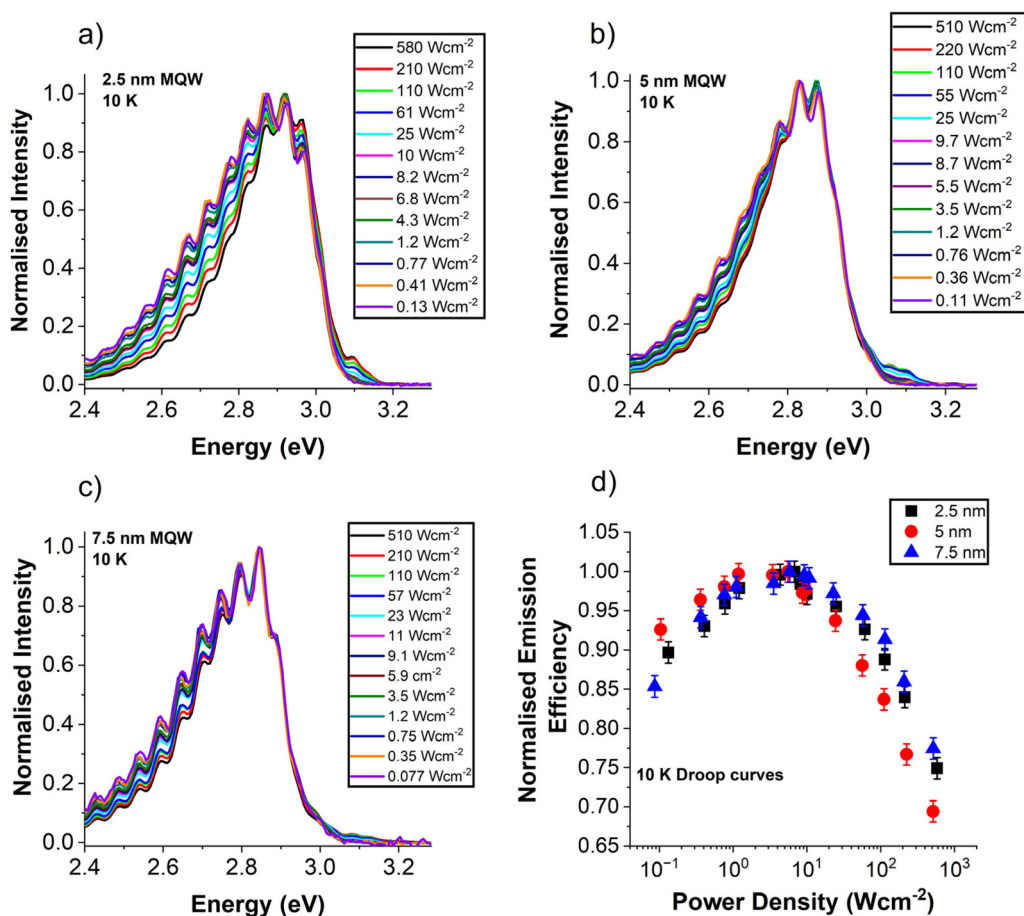 a)
2.5 nm MQW
10 K
580 Wcm-2
210 Wcm-2
110 Wcm-2
61 Wcm-2
25 Wcm-2
10 Wcm-2
8.2 Wcm-2
6.8 Wcm-2
4.3 Wcm-2
1.2 Wcm-2
0.77 Wcm-2
0.41 Wcm-2
0.13 Wcm-2
Normalised Intensity
1.0
0.8
0.6
0.4
0.2
0.0
2.4 2.6 2.8 3.0 3.2
Energy (eV)
b)
5 nm MQW
10 K
510 Wcm-2
220 Wcm-2
110 Wcm-2
55 Wcm-2
25 Wcm-2
9.7 Wcm-2
8.7 Wcm-2
5.5 Wcm-2
3.5 Wcm-2
1.2 Wcm-2
0.76 Wcm-2
0.36 Wcm-2
0.11 Wcm-2
Normalised Intensity
1.0
0.8
0.6
0.4
0.2
0.0
2.4 2.6 2.8 3.0 3.2
Energy (eV)
c)
7.5 nm MQW
10 K
510 Wcm-2
210 Wcm-2
110 Wcm-2
57 Wcm-2
23 Wcm-2
11 Wcm-2
9.1 Wcm-2
5.9 cm-2
3.5 Wcm-2
1.2 Wcm-2
0.75 Wcm-2
0.35 Wcm-2
0.077 Wcm-2
Normalised Intensity
1.0
0.8
0.6
0.4
0.2
0.0
2.4 2.6 2.8 3.0 3.2
Energy (eV)
d)
2.5 nm
5 nm
7.5 nm
Normalised Emission
Efficiency
1.05
1.00
0.95
0.90
0.85
0.80
0.75
0.70
0.65
10 K Droop curves
10-1 100 101 102 103
Power Density (Wcm-2)